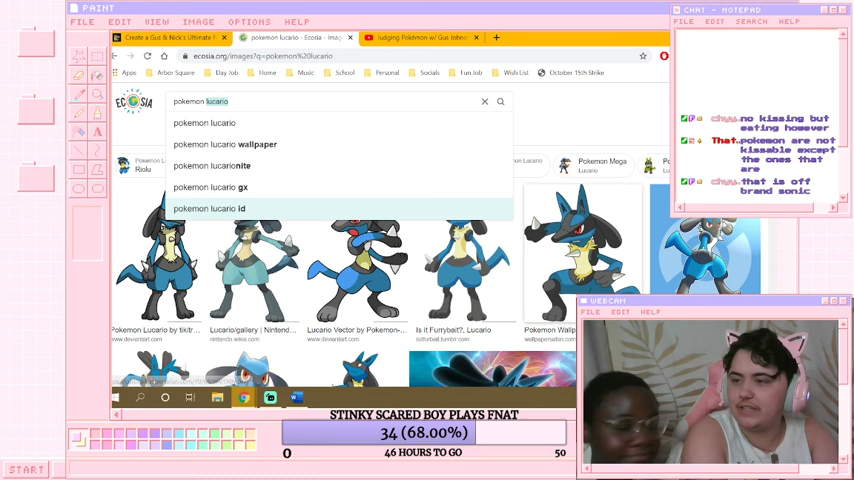 PAINT
FILE EDIT VIEW IMAGE OPTIONS HELP
Create a Gus & Nick's Ultimate F
pokemon lucario - Ecosia - Imag
Judging Pokémon w/ Gus Johns
ecosia.org/images?q=pokemon%20lucario
Apps Arbor Square Day Job Home Music School Personal Socials Fun Job Wish List October 15th Strike
ECOSIA
pokemon lucario
pokemon lucario
pokemon lucario wallpaper
pokemon lucarionite
pokemon lucario gx
pokemon lucario id
Pokemon L
Riolu
Lucario
Pokemon Mega
Lucario
Pokemon Lucario by tikitr...
www.deviantart.com
Lucario/gallery | Nintend...
nintendo.wikia.com
Lucario Vector by Pokemon-...
www.deviantart.com
Is it Furrybait?, Lucario
isitfurbait.tumblr.com
Pokemon Wallp
wallpapersafari.com
CHAT - NOTEPAD
FILE EDIT SEARCH HELP
no kissing but
eating however
That..pokemon are not
kissable except
the ones that
are
that is off
brand sonic
WEBCAM
FILE EDIT HELP
STINKY SCARED BOY PLAYS FNAT
34 (68.00%)
0 46 HOURS TO GO 50
START